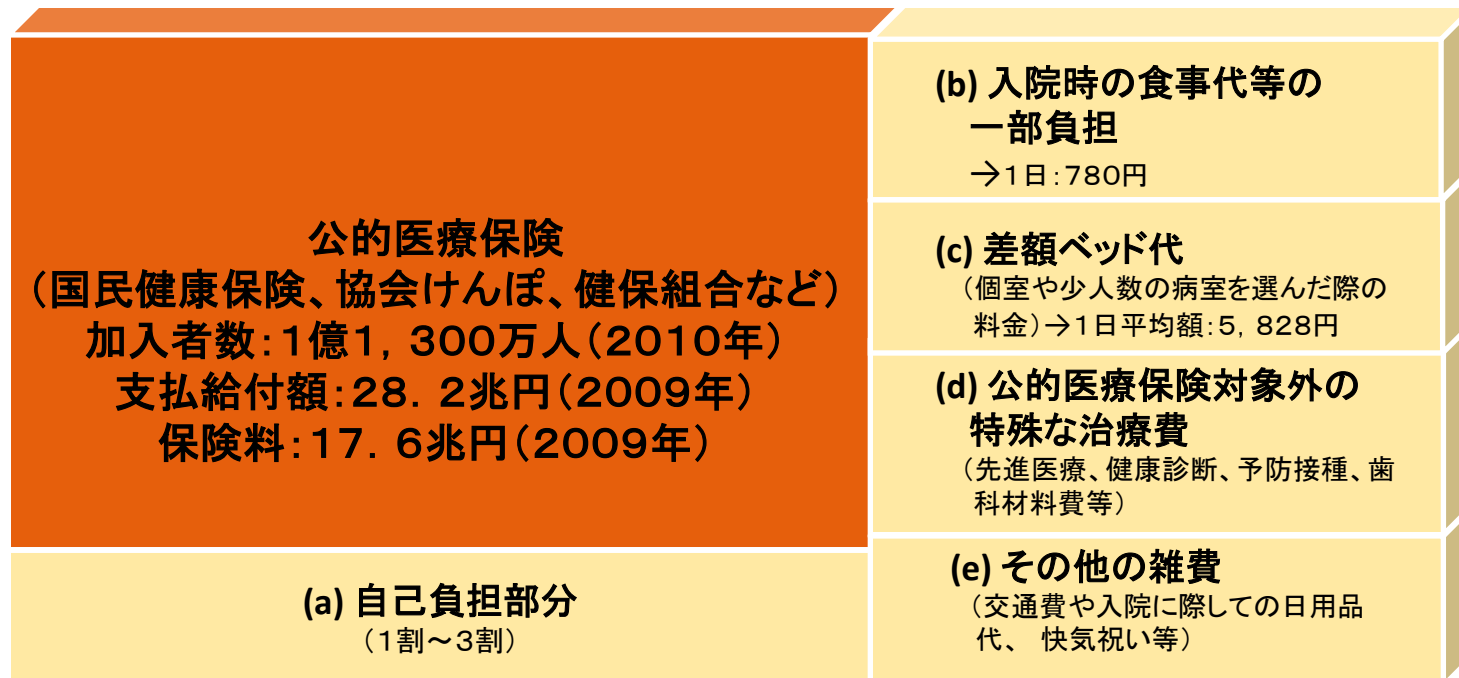 公的医療保険
（国民健康保険、協会けんぽ、健保組合など）
加入者数：１億１，３００万人（２０１０年）
支払給付額：２８．２兆円（２００９年）
保険料：１７．６兆円（２００９年）
(a) 自己負担部分
（１割～３割）
(b) 入院時の食事代等の
一部負担
→１日：７８０円
(c) 差額ベッド代
（個室や少人数の病室を選んだ際の
料金）→１日平均額：５，８２８円
(d) 公的医療保険対象外の
特殊な治療費
（先進医療、健康診断、予防接種、歯
科材料費等）
(e) その他の雑費
（交通費や入院に際しての日用品
代、 快気祝い等）